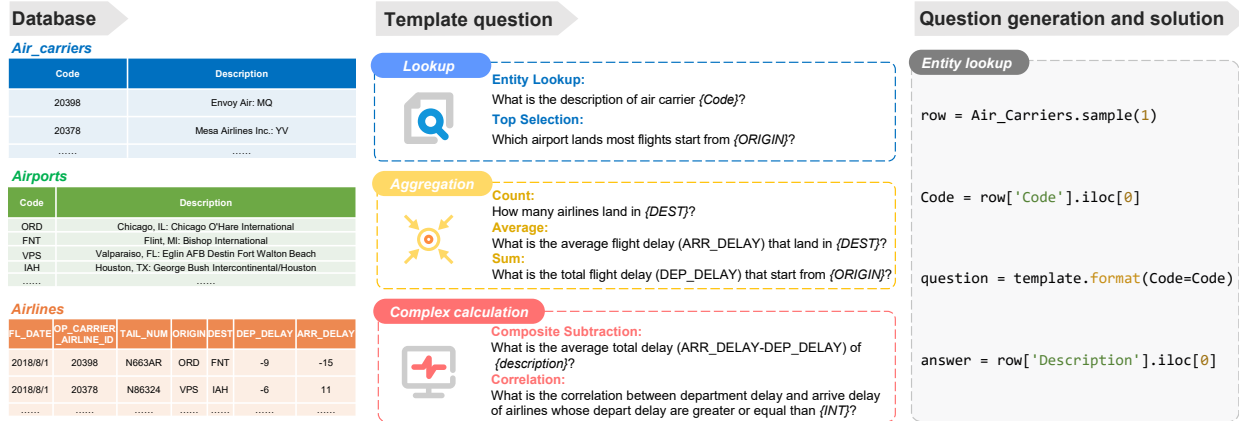 Database
Air_carriers
Code Description
20398 Envoy Air: MQ
20378 Mesa Airlines Inc.: YV
...... ......
Airports
Code Description
ORD Chicago, IL: Chicago O'Hare International
FNT Flint, MI: Bishop International
VPS Valparaiso, FL: Eglin AFB Destin Fort Walton Beach
IAH Houston, TX: George Bush Intercontinental/Houston
...... ......
Airlines
FL_DATE OP_CARRIER_AIRLINE_ID TAIL_NUM ORIGIN DEST DEP_DELAY ARR_DELAY
2018/8/1 20398 N663AR ORD FNT -9 -15
2018/8/1 20378 N86324 VPS IAH -6 11
...... ...... ...... ...... ...... ...... ......
Template question
Lookup
Entity Lookup:
What is the description of air carrier {Code}?
Top Selection:
Which airport lands most flights start from {ORIGIN}?
Aggregation
Count:
How many airlines land in {DEST}?
Average:
What is the average flight delay (ARR_DELAY) that land in {DEST}?
Sum:
What is the total flight delay (DEP_DELAY) that start from {ORIGIN}?
Complex calculation
Composite Subtraction:
What is the average total delay (ARR_DELAY-DEP_DELAY) of
{description}?
Correlation:
What is the correlation between department delay and arrive delay
of airlines whose depart delay are greater or equal than {INT}?
Question generation and solution
Entity lookup
row = Air_Carriers.sample(1)
Code = row['Code'].iloc[0]
question = template.format(Code=Code)
answer = row['Description'].iloc[0]